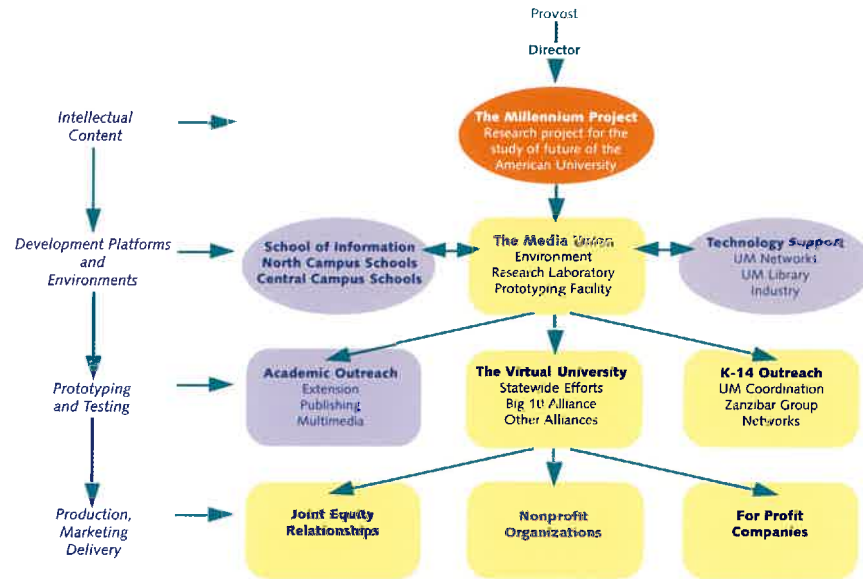 Provost
Director
Intellectual
Content
The Millennium Project
Research project for the
study of future of the
American University
Development Platforms
and
Environments
School of Information
North Campus Schools
Central Campus Schools
The Media Union
Environment
Research Laboratory
Prototyping Facility
Technology Support
UM Networks
UM Library
Industry
Prototyping
and Testing
Academic Outreach
Extension
Publishing
Multimedia
The Virtual University
Statewide Efforts
Big 10 Alliance
Other Alliances
K-14 Outreach
UM Coordination
Zanzibar Group
Networks
Production,
Marketing
Delivery
Joint Equity
Relationships
Nonprofit
Organizations
For Profit
Companies